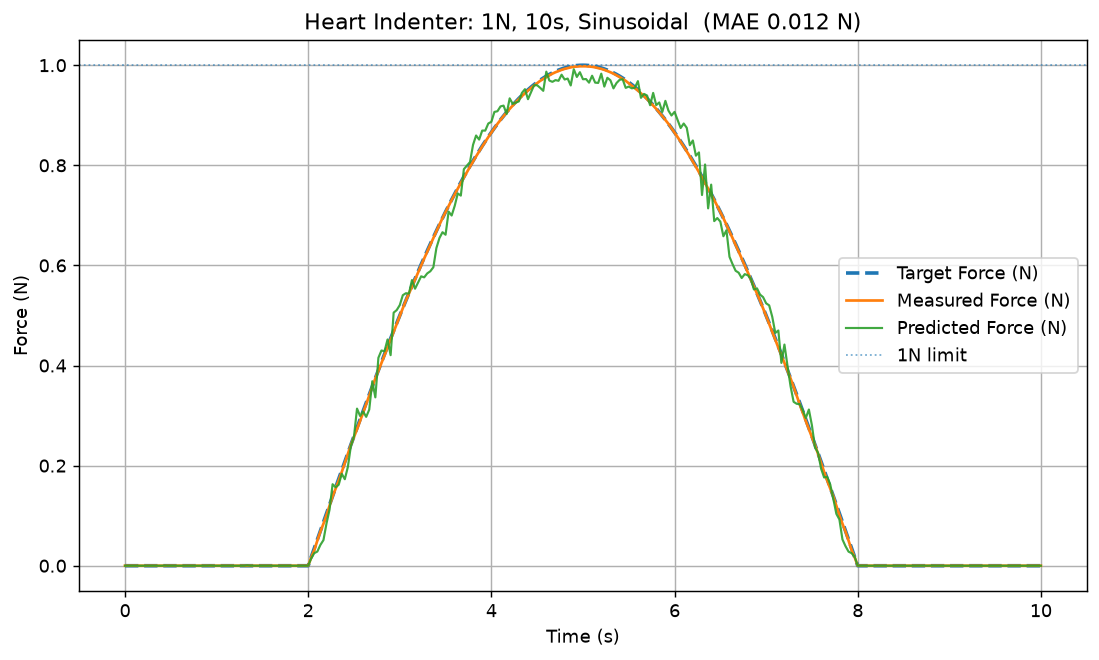 Heart Indenter: 1N, 10s, Sinusoidal  (MAE 0.012 N)
1.0
0.8
0.6
0.4
0.2
0.0
Force (N)
Target Force (N)
Measured Force (N)
Predicted Force (N)
1N limit
0 2 4 6 8 10
Time (s)